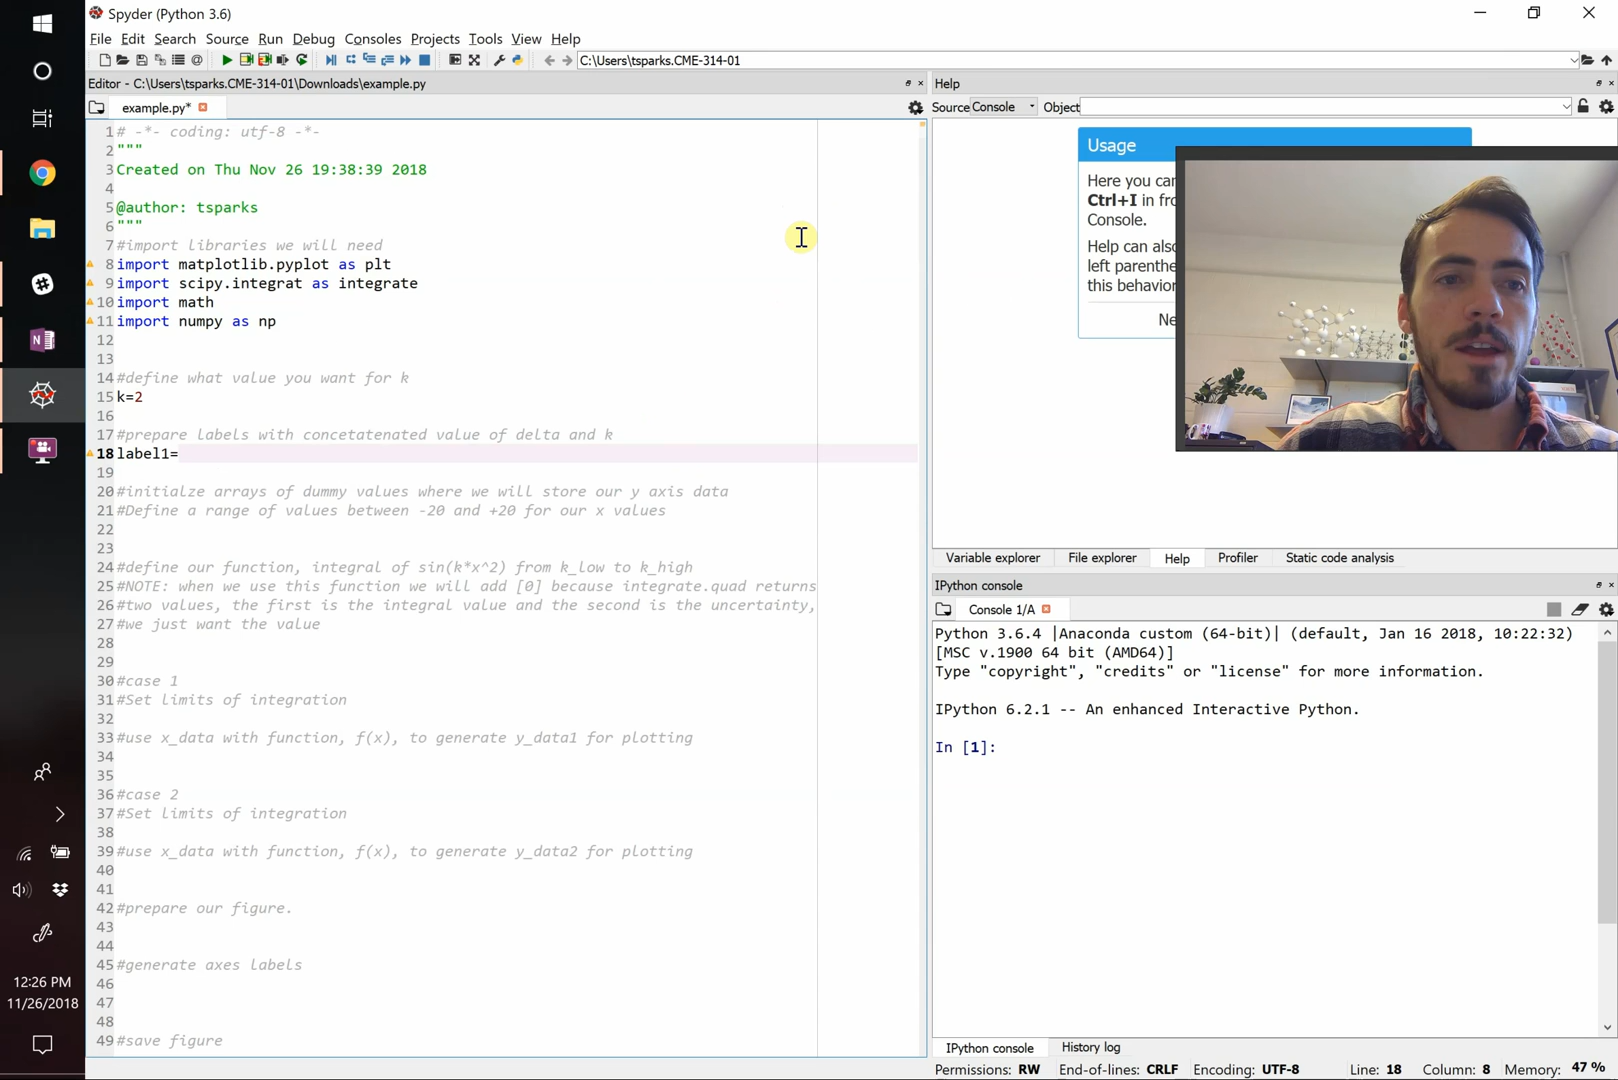 Spyder (Python 3.6)
File Edit Search Source Run Debug Consoles Projects Tools View Help
C:\Users\tsparks.CME-314-01
Editor - C:\Users\tsparks.CME-314-01\Downloads\example.py
example.py*
1 # -*- coding: utf-8 -*-
2 """
3 Created on Thu Nov 26 19:38:39 2018
4
5 @author: tsparks
6 """
7 #import libraries we will need
8 import matplotlib.pyplot as plt
9 import scipy.integrat as integrate
10 import math
11 import numpy as np
12
13
14 #define what value you want for k
15 k=2
16
17 #prepare labels with concetatenated value of delta and k
18 label1=
19
20 #initialze arrays of dummy values where we will store our y axis data
21 #Define a range of values between -20 and +20 for our x values
22
23
24 #define our function, integral of sin(k*x^2) from k_low to k_high
25 #NOTE: when we use this function we will add [0] because integrate.quad returns
26 #two values, the first is the integral value and the second is the uncertainty,
27 #we just want the value
28
29
30 #case 1
31 #Set limits of integration
32
33 #use x_data with function, f(x), to generate y_data1 for plotting
34
35
36 #case 2
37 #Set limits of integration
38
39 #use x_data with function, f(x), to generate y_data2 for plotting
40
41
42 #prepare our figure.
43
44
45 #generate axes labels
46
47
48
49 #save figure
Help
Source Console Object
Usage
Here you can
Ctrl+I in fro
Console.
Help can also
left parenthe
this behavior
Ne
Variable explorer File explorer Help Profiler Static code analysis
IPython console
Console 1/A
Python 3.6.4 |Anaconda custom (64-bit)| (default, Jan 16 2018, 10:22:32)
[MSC v.1900 64 bit (AMD64)]
Type "copyright", "credits" or "license" for more information.
IPython 6.2.1 -- An enhanced Interactive Python.
In [1]:
IPython console History log
Permissions: RW End-of-lines: CRLF Encoding: UTF-8 Line: 18 Column: 8 Memory: 47 %
12:26 PM
11/26/2018